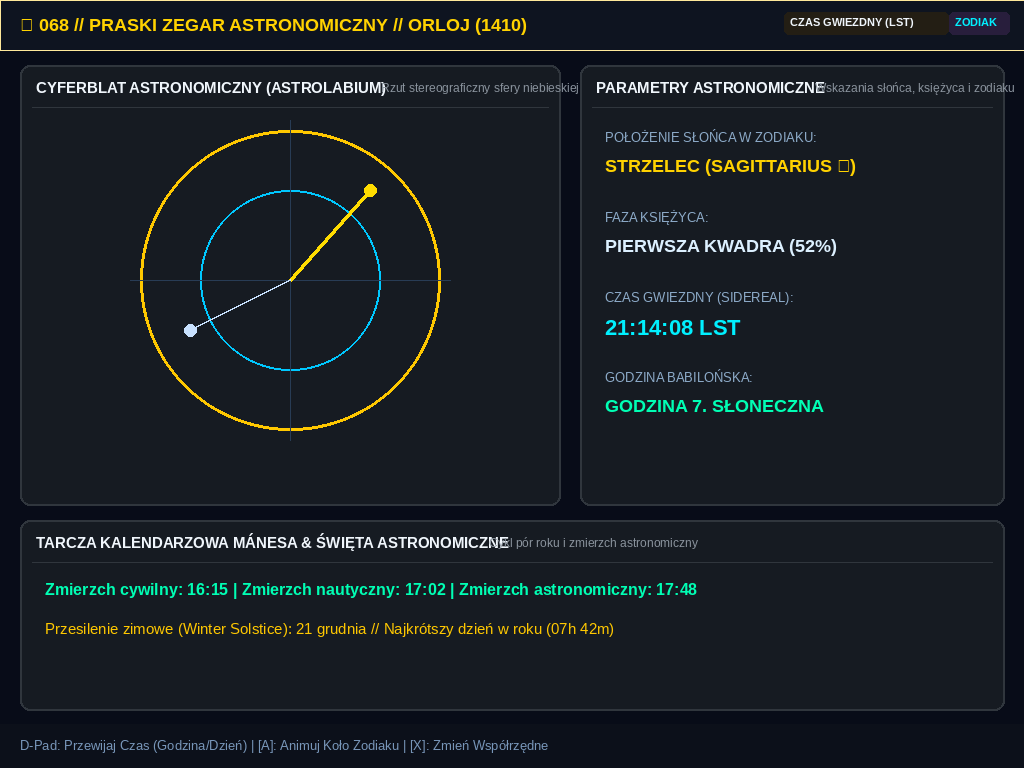 068 // PRASKI ZEGAR ASTRONOMICZNY // ORLOJ (1410)
CZAS GWIEZDNY (LST) ZODIAK
CYFERBLAT ASTRONOMICZNY (ASTROLABIUM) Rzut stereograficzny sfery niebieskiej
PARAMETRY ASTRONOMICZNE Wskazania słońca, księżyca i zodiaku
POŁOŻENIE SŁOŃCA W ZODIAKU:
STRZELEC (SAGITTARIUS )
FAZA KSIĘŻYCA:
PIERWSZA KWADRA (52%)
CZAS GWIEZDNY (SIDEREAL):
21:14:08 LST
GODZINA BABILOŃSKA:
GODZINA 7. SŁONECZNA
TARCZA KALENDARZOWA MÁNESA & ŚWIĘTA ASTRONOMICZNE pór roku i zmierzch astronomiczny
Zmierzch cywilny: 16:15 | Zmierzch nautyczny: 17:02 | Zmierzch astronomiczny: 17:48
Przesilenie zimowe (Winter Solstice): 21 grudnia // Najkrótszy dzień w roku (07h 42m)
D-Pad: Przewijaj Czas (Godzina/Dzień) | [A]: Animuj Koło Zodiaku | [X]: Zmień Współrzędne